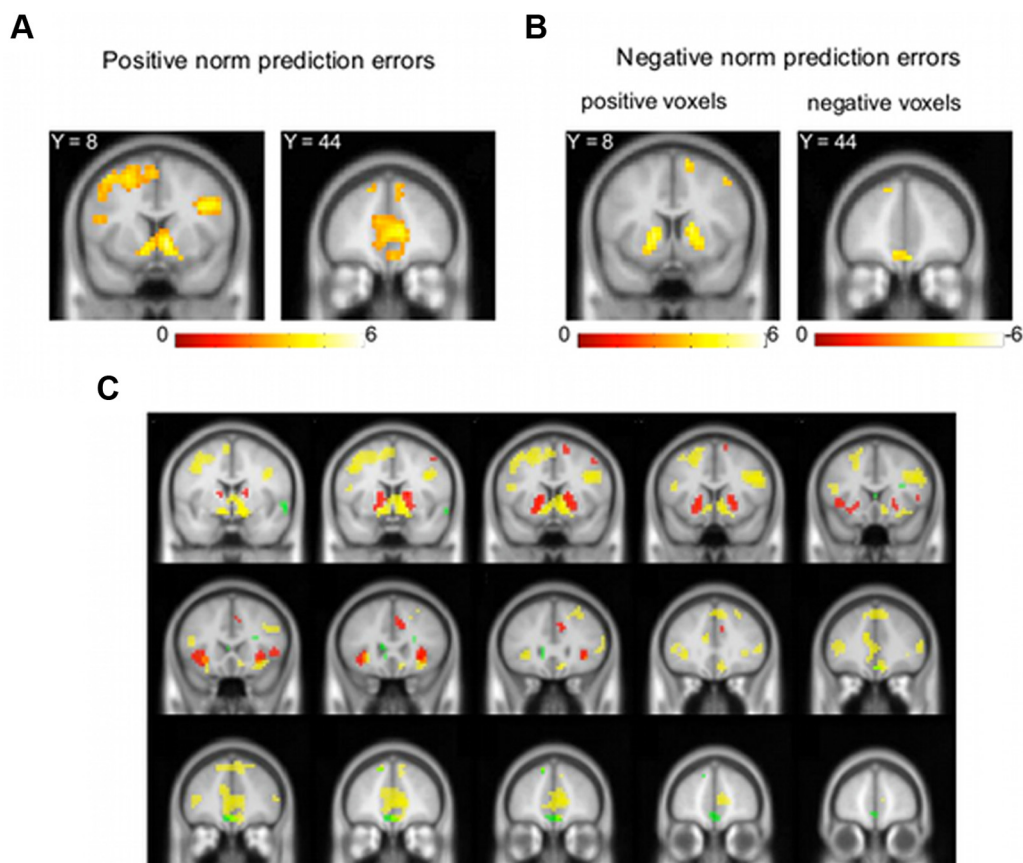 A
Positive norm prediction errors
Y = 8
Y = 44
0
6
B
Negative norm prediction errors
positive voxels
negative voxels
Y = 8
Y = 44
0
6
0
-6
C